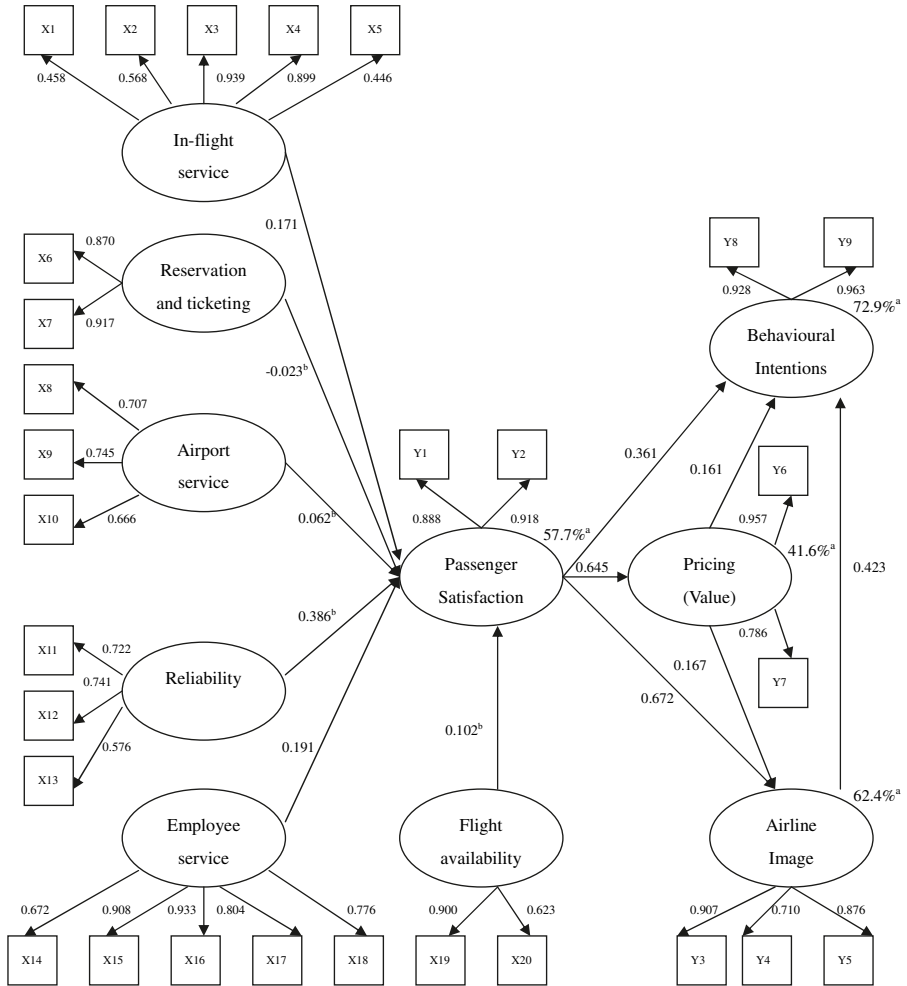 X1
X2
X3
X4
X5
0.458
0.568
0.939
0.899
0.446
In-flight
service
0.171
X6
0.870
X7
0.917
Reservation
and ticketing
-0.023ᵇ
X8
0.707
X9
0.745
X10
0.666
Airport
service
0.062ᵇ
X11
0.722
X12
0.741
X13
0.576
Reliability
0.386ᵇ
Employee
service
0.191
0.672
0.908
0.933
0.804
0.776
X14
X15
X16
X17
X18
Y1
Y2
0.888
0.918
57.7%ᵃ
Passenger
Satisfaction
0.102ᵇ
Flight
availability
0.900
0.623
X19
X20
Y8
Y9
0.928
0.963
72.9%ᵃ
Behavioural
Intentions
0.361
0.161
0.645
Y6
0.957
41.6%ᵃ
Pricing
(Value)
0.786
Y7
0.423
0.167
0.672
62.4%ᵃ
Airline
Image
0.907
0.710
0.876
Y3
Y4
Y5